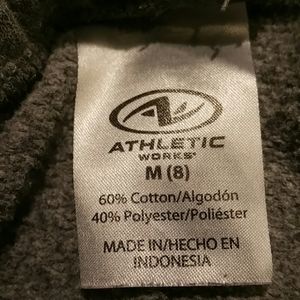 ATHLETIC
WORKS®
M (8)
60% Cotton/Algodón
40% Polyester/Poliéster
MADE IN/HECHO EN
INDONESIA